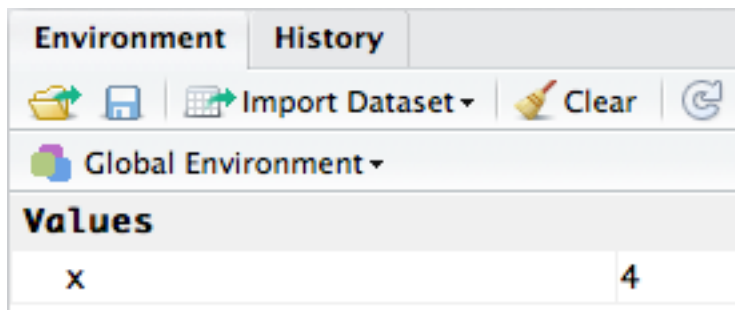 Environment History
Import Dataset Clear
Global Environment
Values
x 4